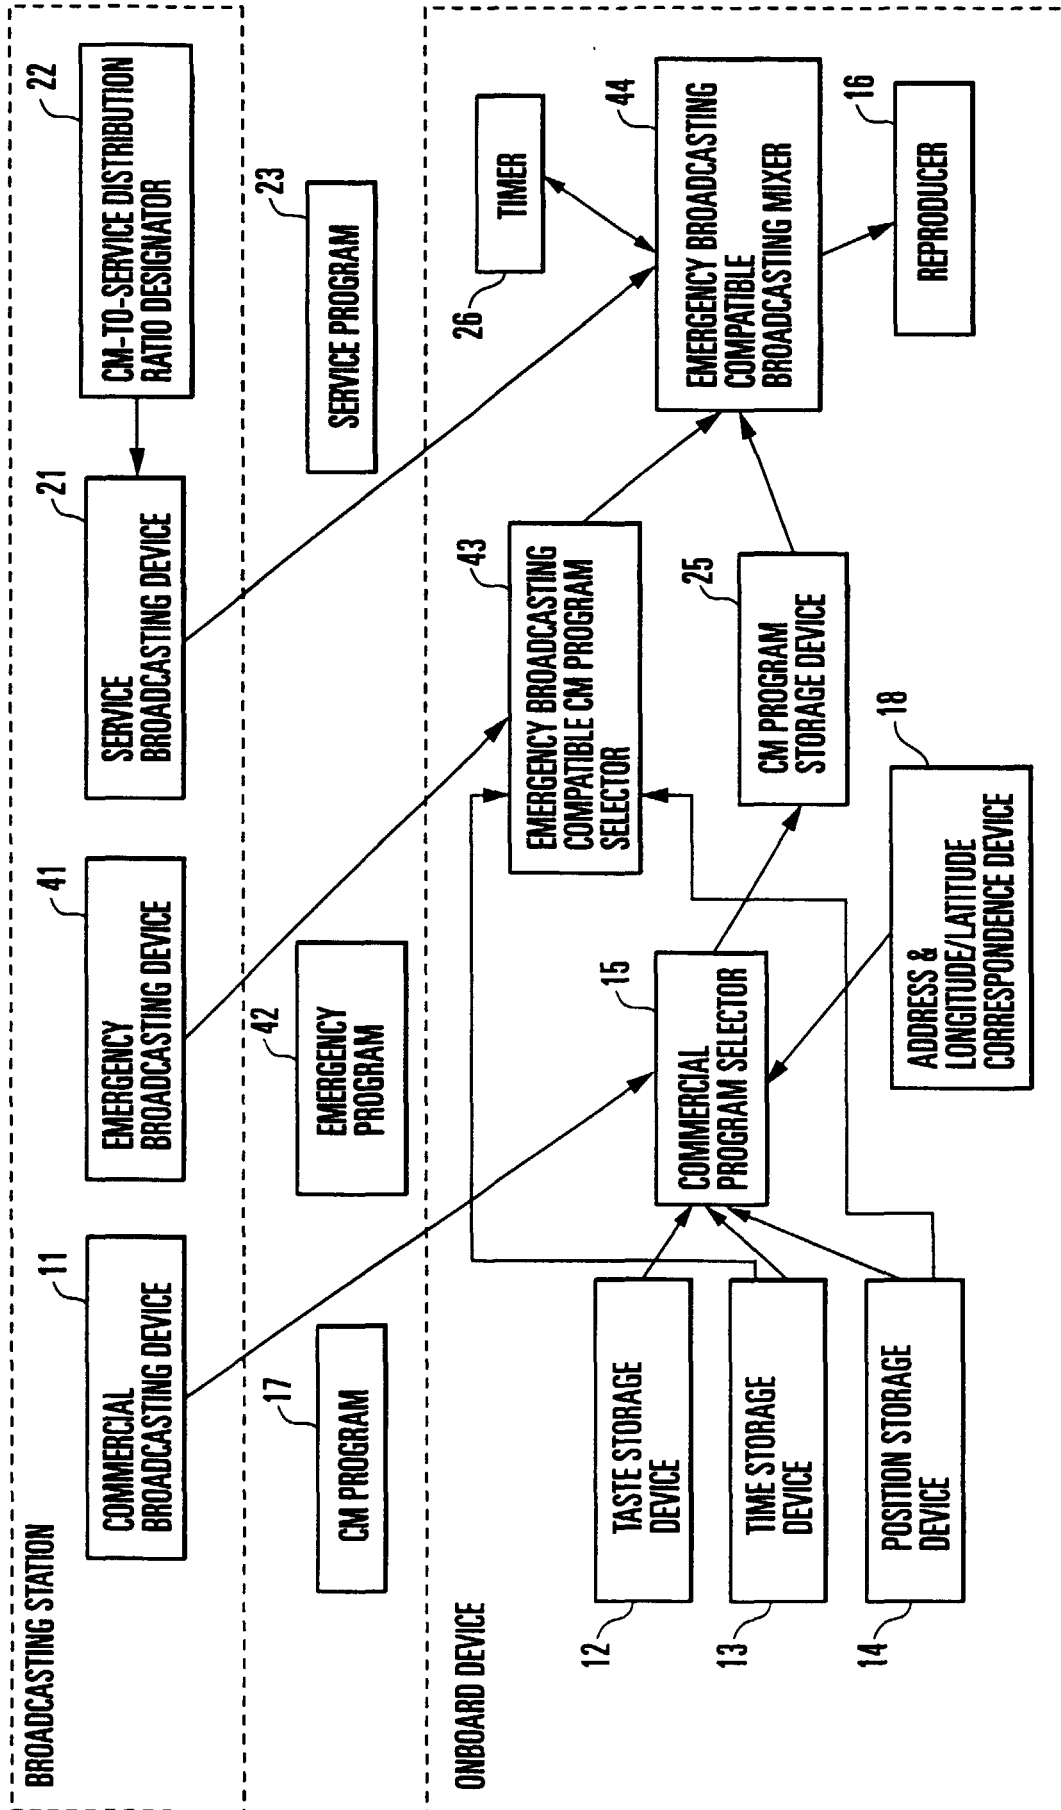 BROADCASTING STATION
11
COMMERCIAL
BROADCASTING DEVICE
41
EMERGENCY
BROADCASTING DEVICE
21
SERVICE
BROADCASTING DEVICE
22
CM-TO-SERVICE DISTRIBUTION
RATIO DESIGNATOR
17
CM PROGRAM
42
EMERGENCY
PROGRAM
23
SERVICE PROGRAM
ONBOARD DEVICE
12
TASTE STORAGE
DEVICE
13
TIME STORAGE
DEVICE
14
POSITION STORAGE
DEVICE
15
COMMERCIAL
PROGRAM SELECTOR
43
EMERGENCY BROADCASTING
COMPATIBLE CM PROGRAM
SELECTOR
25
CM PROGRAM
STORAGE DEVICE
18
ADDRESS &
LONGITUDE/LATITUDE
CORRESPONDENCE DEVICE
26
TIMER
44
EMERGENCY BROADCASTING
COMPATIBLE
BROADCASTING MIXER
16
REPRODUCER